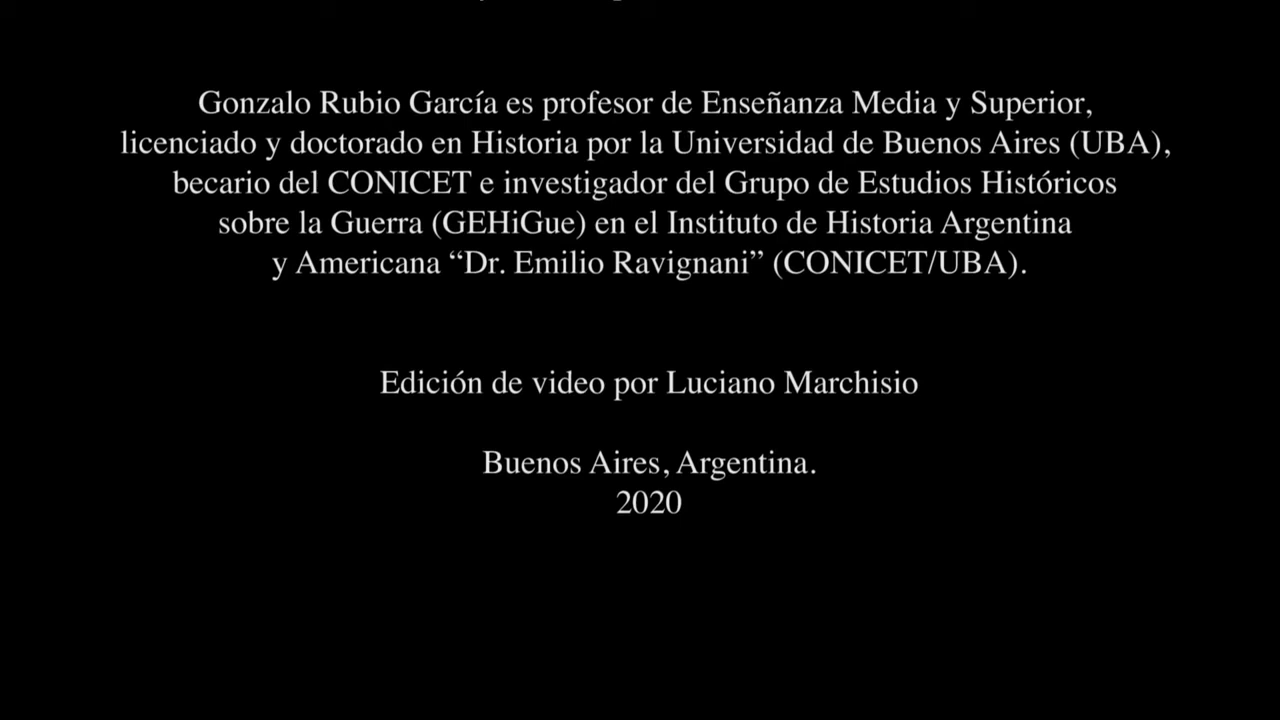 Gonzalo Rubio García es profesor de Enseñanza Media y Superior,
licenciado y doctorado en Historia por la Universidad de Buenos Aires (UBA),
becario del CONICET e investigador del Grupo de Estudios Históricos
sobre la Guerra (GEHiGue) en el Instituto de Historia Argentina
y Americana “Dr. Emilio Ravignani” (CONICET/UBA).
Edición de video por Luciano Marchisio
Buenos Aires, Argentina.
2020